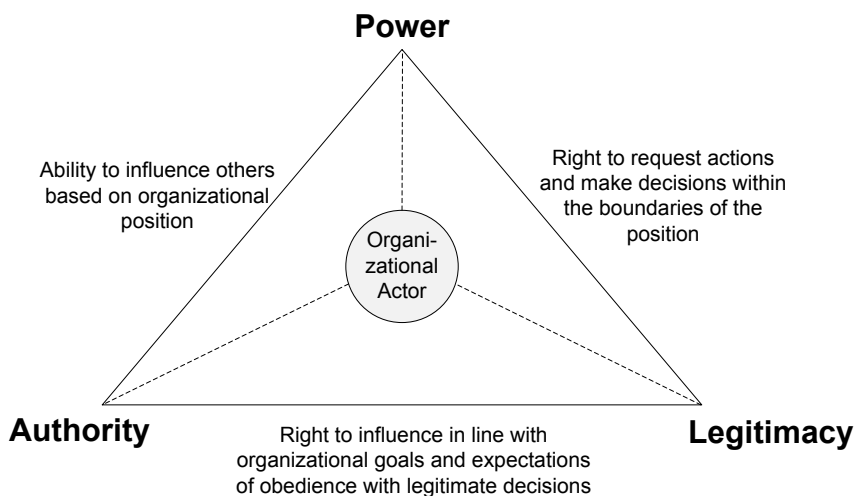 Power
Ability to influence others
based on organizational
position
Right to request actions
and make decisions within
the boundaries of the
position
Organi-
zational
Actor
Authority
Legitimacy
Right to influence in line with
organizational goals and expectations
of obedience with legitimate decisions